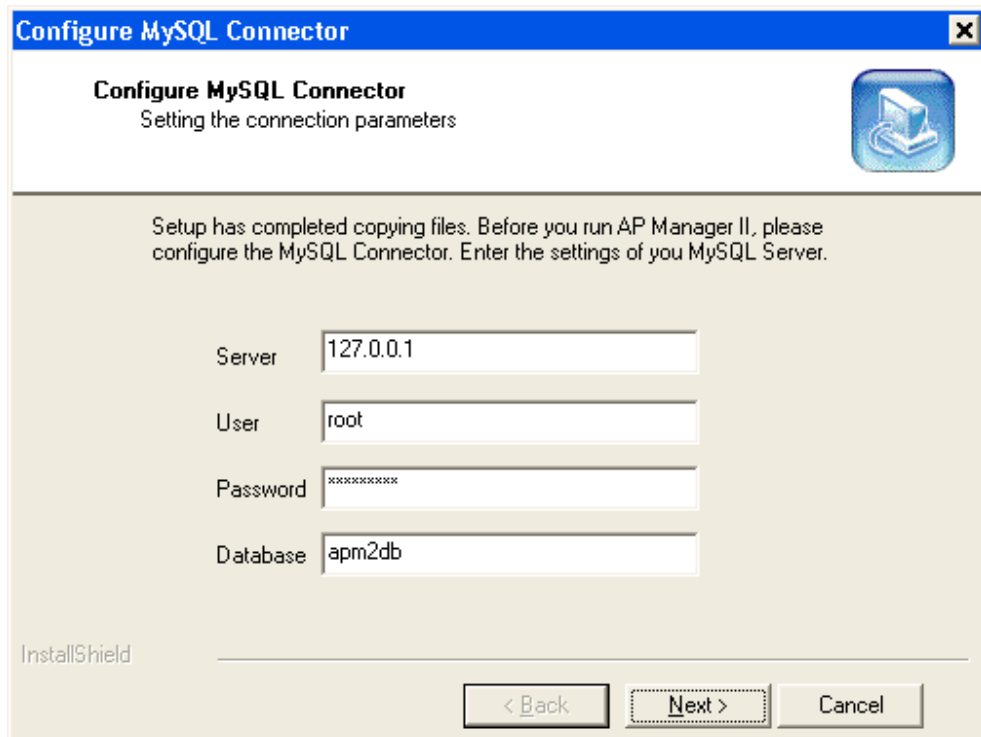 Configure MySQL Connector
Configure MySQL Connector
Setting the connection parameters
Setup has completed copying files. Before you run AP Manager II, please
configure the MySQL Connector. Enter the settings of you MySQL Server.
Server 127.0.0.1
User root
Password *********
Database apm2db
InstallShield
< Back Next > Cancel